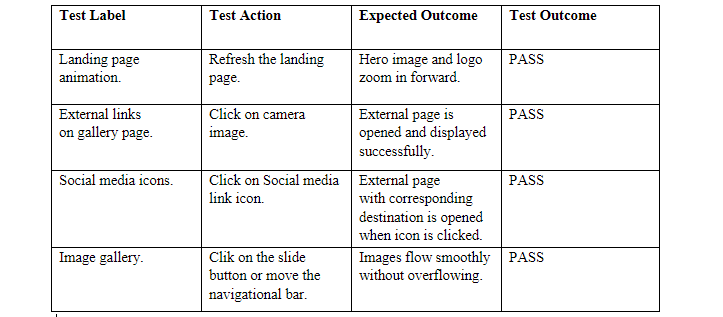 Test Label Test Action Expected Outcome Test Outcome
Landing page Refresh the landing Hero image and logo PASS
animation. page. zoom in forward.
External links Click on camera External page is PASS
on gallery page. image. opened and displayed
successfully.
Social media icons. Click on Social media External page PASS
link icon. with corresponding
destination is opened
when icon is clicked.
Image gallery. Clik on the slide Images flow smoothly PASS
button or move the without overflowing.
navigational bar.